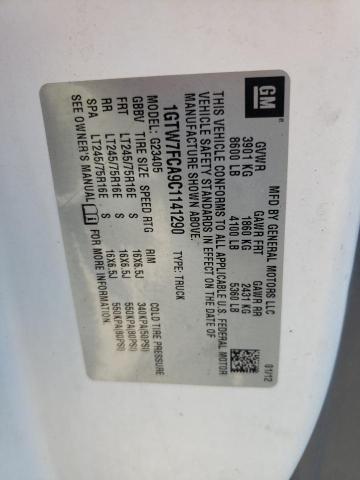 GM
MFD BY GENERAL MOTORS LLC
01/12
GVWR GAWR FRT GAWR RR
3901 KG 1860 KG 2431 KG
8600 LB 4100 LB 5360 LB
THIS VEHICLE CONFORMS TO ALL APPLICABLE U.S. FEDERAL MOTOR
VEHICLE SAFETY STANDARDS IN EFFECT ON THE DATE OF
MANUFACTURE SHOWN ABOVE.
1GTW7FCA9C1141290 TYPE: TRUCK
MODEL: G23405
GBBV TIRE SIZE SPEED RTG RIM COLD TIRE PRESSURE
FRT LT245/75R16E S 16X6.5J 340KPA(50PSI)
RR LT245/75R16E S 16X6.5J 550KPA(80PSI)
SPA LT245/75R16E S 16X6.5J 550KPA(80PSI)
SEE OWNER'S MANUAL FOR MORE INFORMATION.